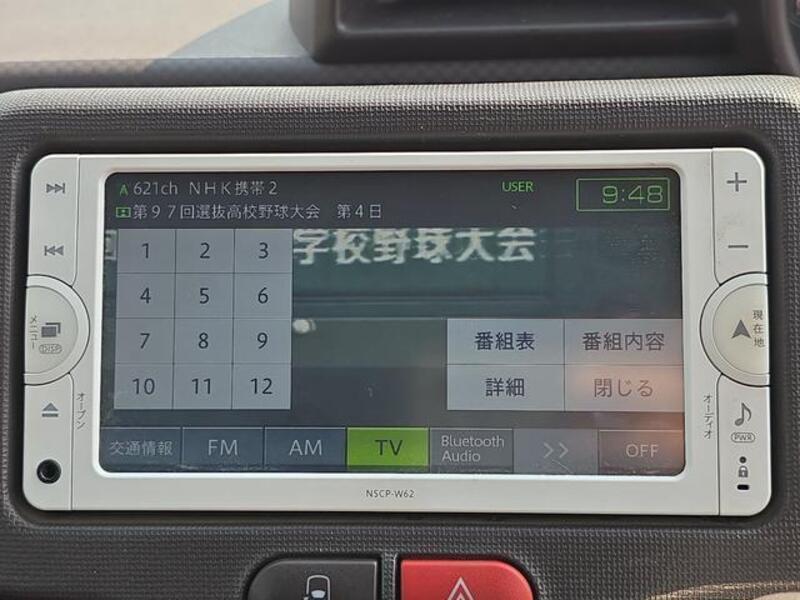 A 621ch NHK携帯2
USER
9:48
第97回選抜高校野球大会 第4日
学校野球大会
1 2 3
4 5 6
7 8 9
10 11 12
番組表 番組内容
詳細 閉じる
交通情報 FM AM TV Bluetooth Audio >> OFF
メニュー
DISP
オープン
現在地
オーディオ
PWR
NSCP-W62